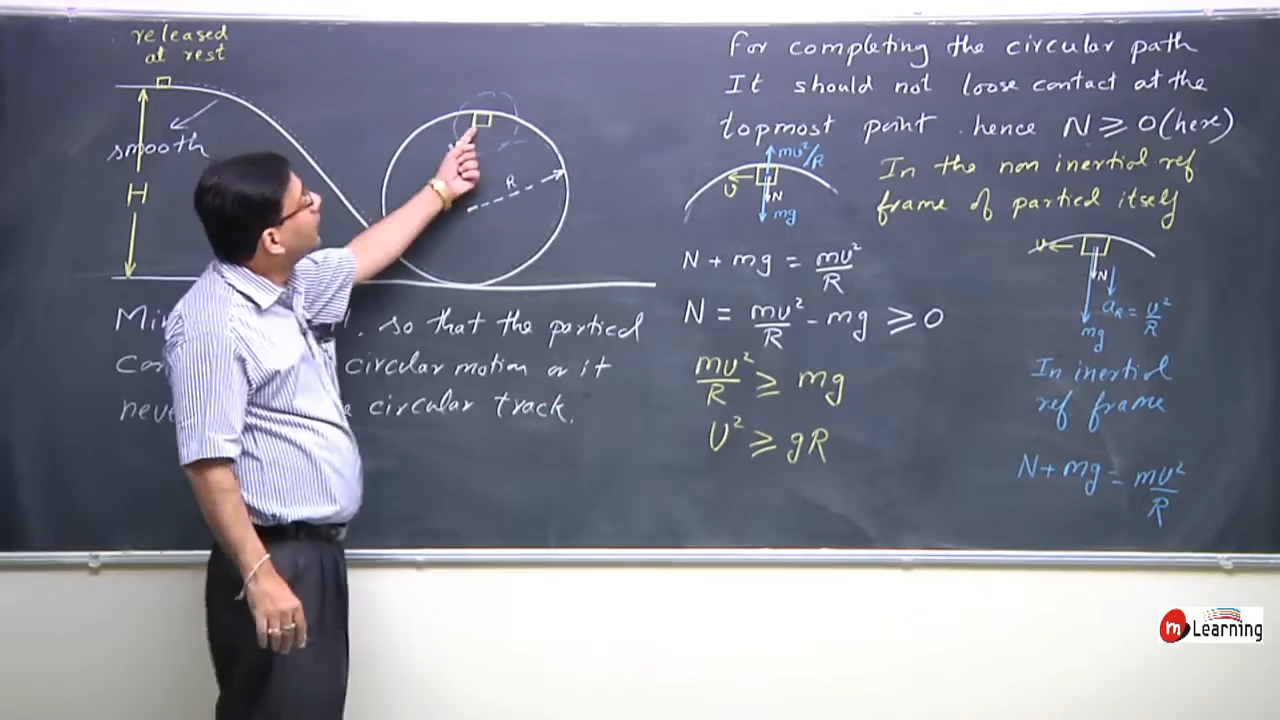 released
at rest
smooth
H
R
Min so that the particd
circular motion or it
circular track.
For completing the circular path
It should not loose contact at the
topmost point. hence N ≥ 0 (here)
In the non inertial ref
frame of particd itself
mv²/R
v
N
mg
N + mg = mv²/R
N = mv²/R - mg ≥ 0
mv²/R ≥ mg
v² ≥ gR
v
N
mg
a_R = v²/R
In inertial
ref frame
N + mg = mv²/R
m Learning